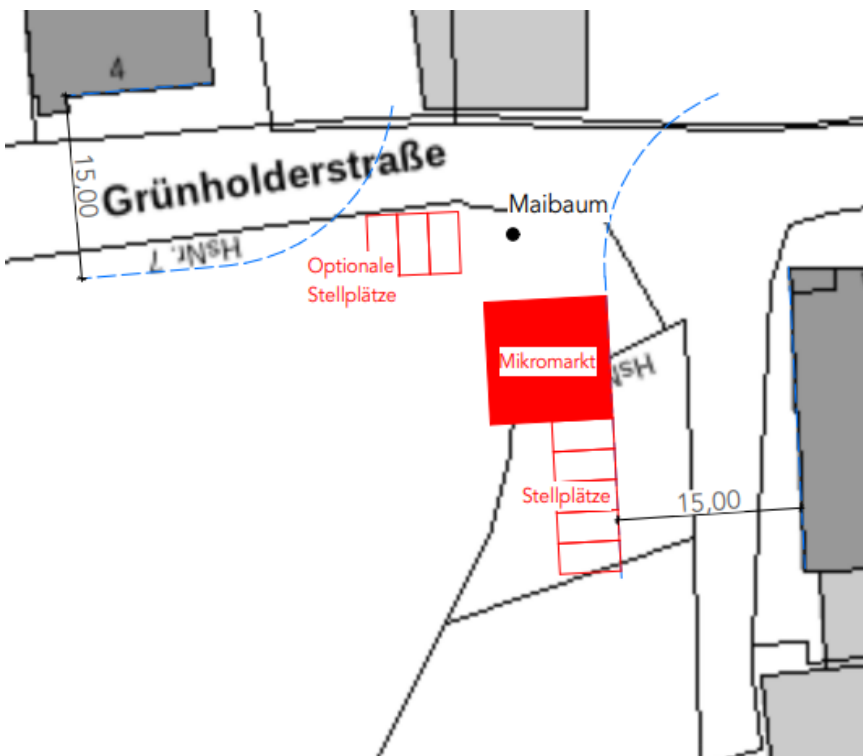 4
15,00
Grünholderstraße
HsNr. 7
Maibaum
Optionale
Stellplätze
Mikromarkt
HsN
Stellplätze
15,00